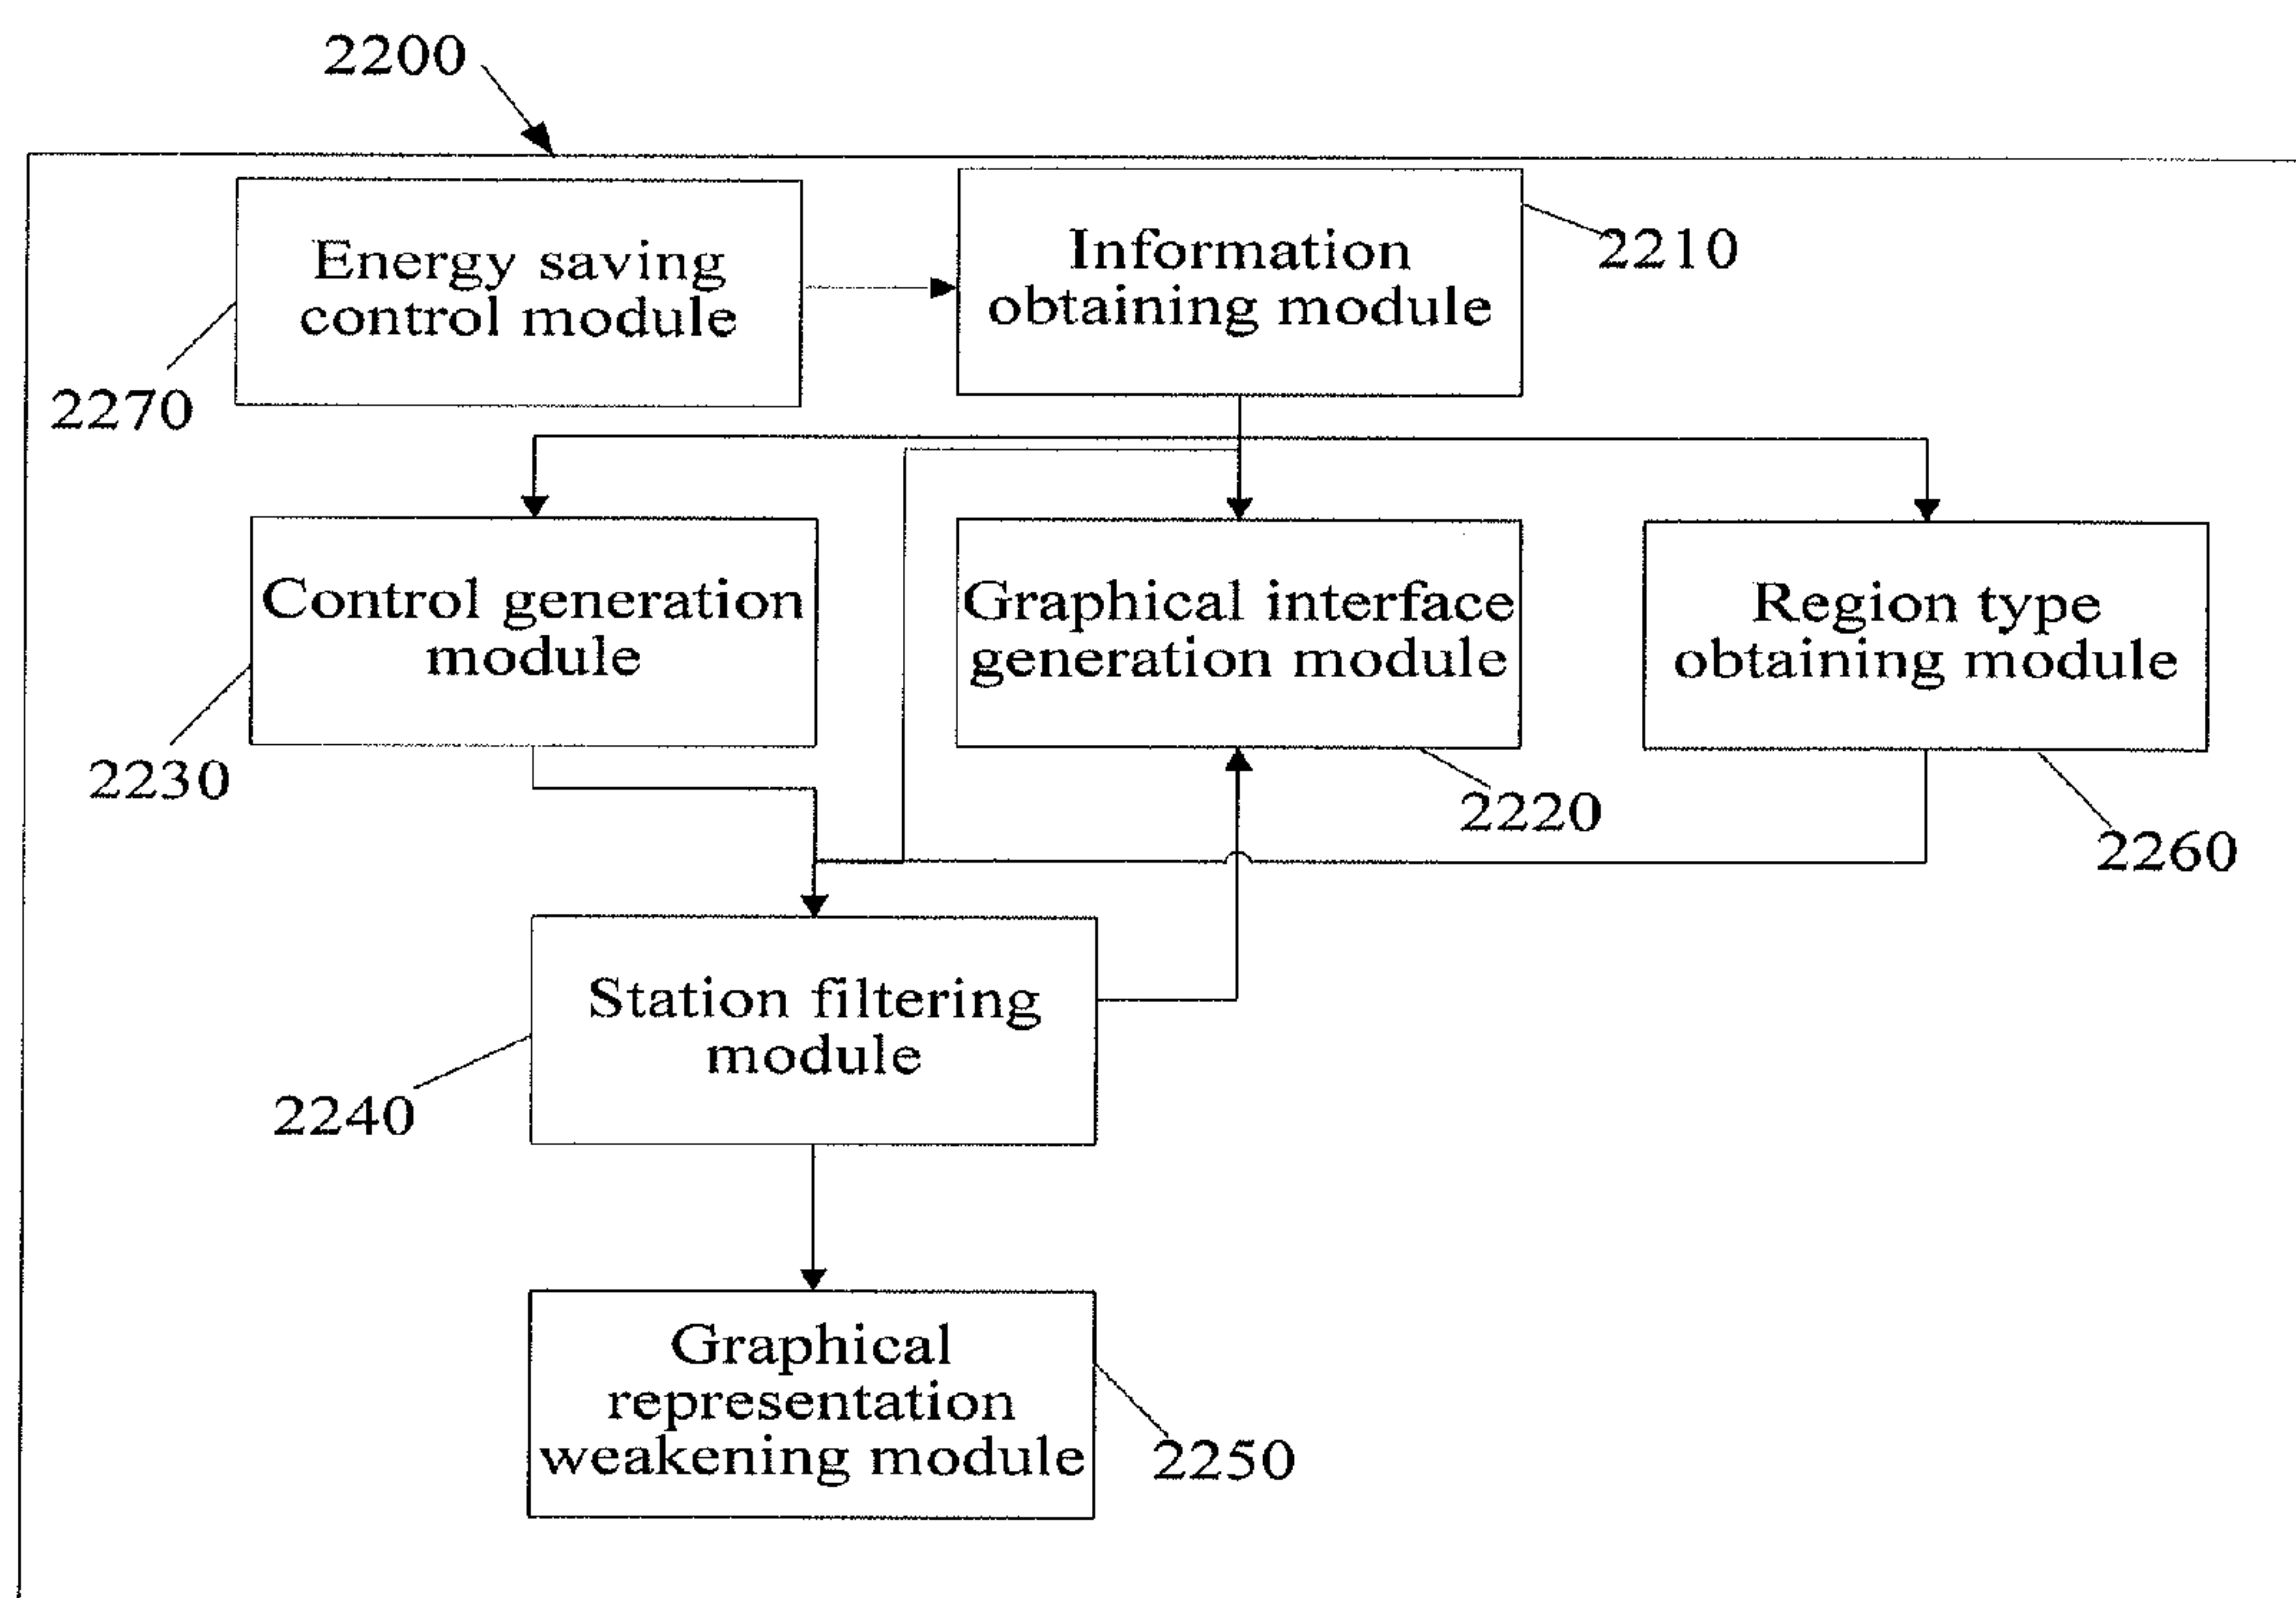 2200
Energy saving
control module
2270
Information
obtaining module
2210
Control generation
module
2230
Graphical interface
generation module
2220
Region type
obtaining module
2260
Station filtering
module
2240
Graphical
representation
weakening module
2250